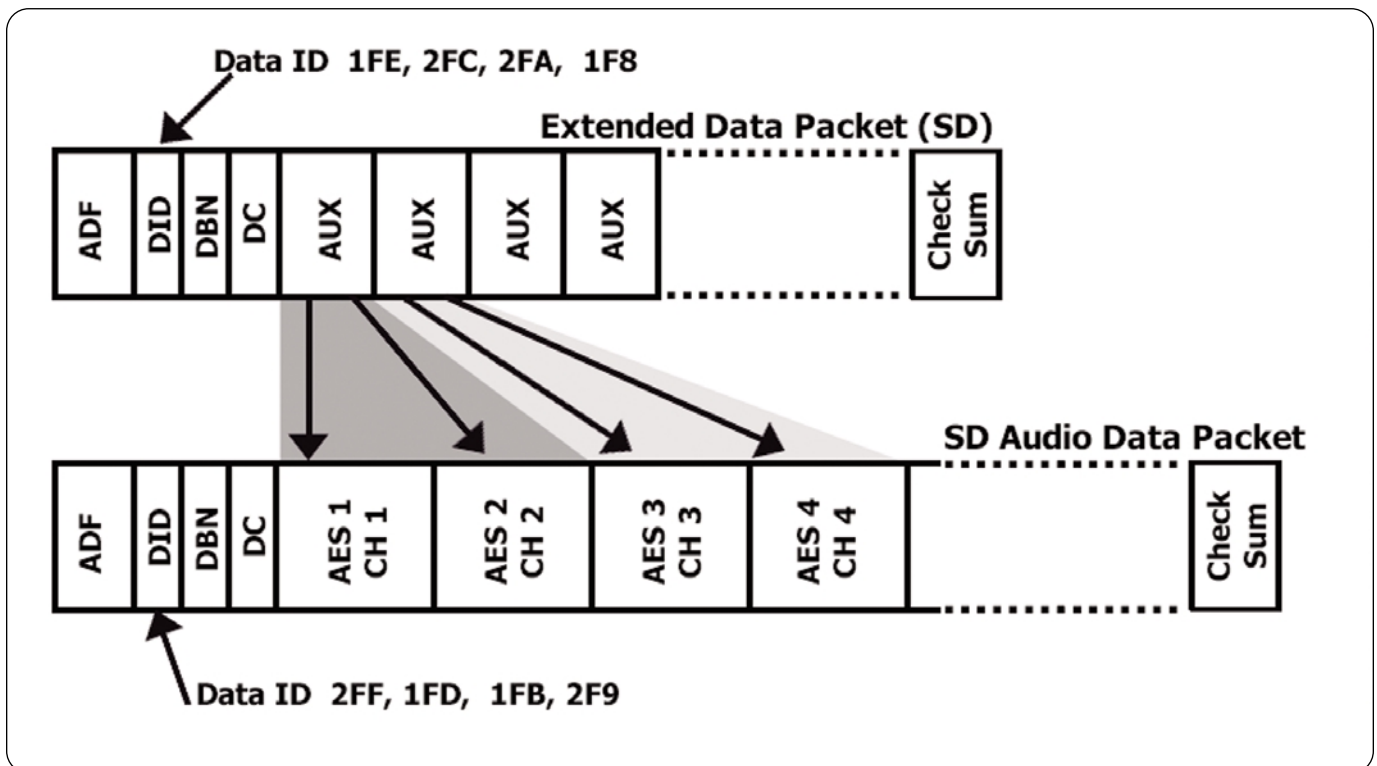 Data ID 1FE, 2FC, 2FA, 1F8
Extended Data Packet (SD)
ADF
DID
DBN
DC
AUX
AUX
AUX
AUX
Check
Sum
SD Audio Data Packet
ADF
DID
DBN
DC
AES 1
CH 1
AES 2
CH 2
AES 3
CH 3
AES 4
CH 4
Check
Sum
Data ID 2FF, 1FD, 1FB, 2F9